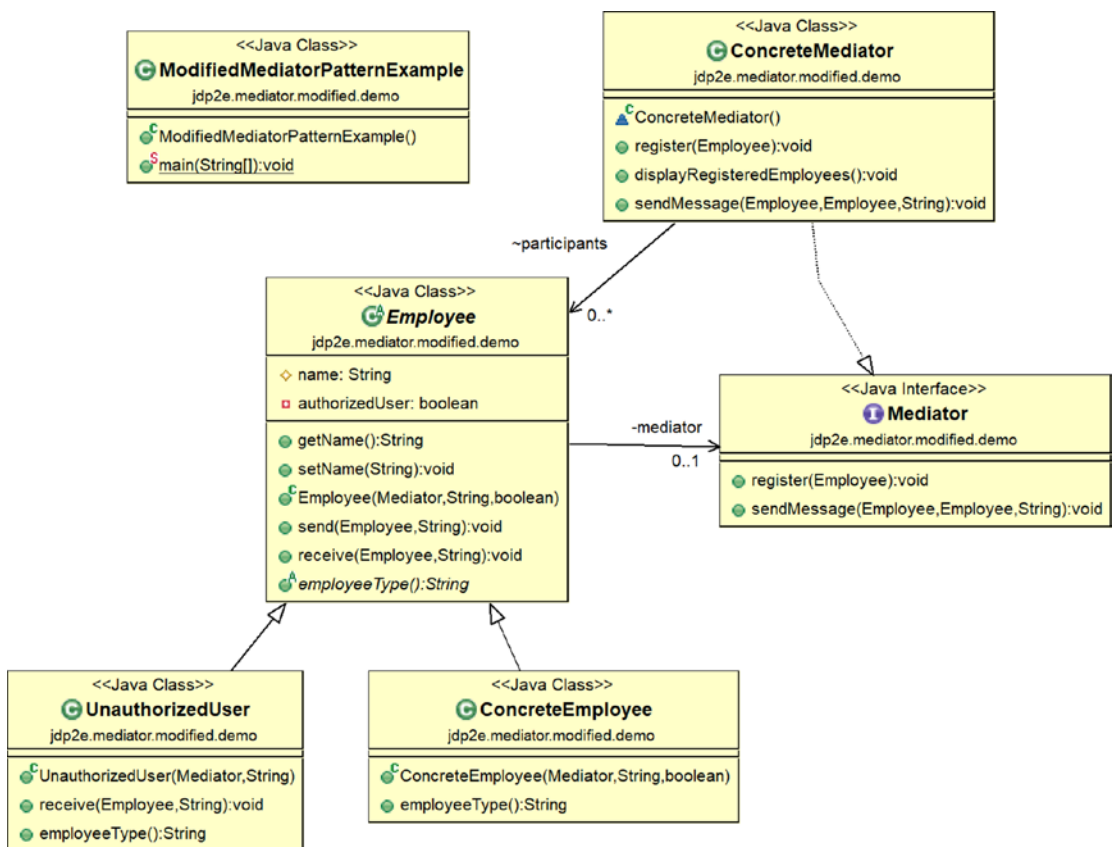 <<Java Class>>
ModifiedMediatorPatternExample
jdp2e.mediator.modified.demo
ModifiedMediatorPatternExample()
main(String[]):void
<<Java Class>>
ConcreteMediator
jdp2e.mediator.modified.demo
ConcreteMediator()
register(Employee):void
displayRegisteredEmployees():void
sendMessage(Employee,Employee,String):void
~participants
0..*
<<Java Class>>
Employee
jdp2e.mediator.modified.demo
name: String
authorizedUser: boolean
getName():String
setName(String):void
Employee(Mediator,String,boolean)
send(Employee,String):void
receive(Employee,String):void
employeeType():String
-mediator
0..1
<<Java Interface>>
Mediator
jdp2e.mediator.modified.demo
register(Employee):void
sendMessage(Employee,Employee,String):void
<<Java Class>>
UnauthorizedUser
jdp2e.mediator.modified.demo
UnauthorizedUser(Mediator,String)
receive(Employee,String):void
employeeType():String
<<Java Class>>
ConcreteEmployee
jdp2e.mediator.modified.demo
ConcreteEmployee(Mediator,String,boolean)
employeeType():String